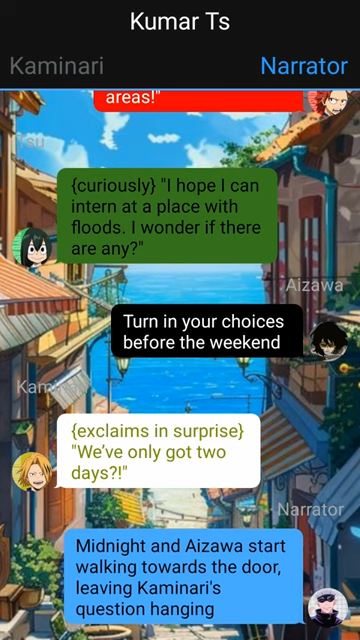 Kumar Ts
Kaminari
Narrator
areas!"
Tsu
{curiously} "I hope I can
intern at a place with
floods. I wonder if there
are any?"
Aizawa
Turn in your choices
before the weekend
Kami
{exclaims in surprise}
"We've only got two
days?!"
Narrator
Midnight and Aizawa start
walking towards the door,
leaving Kaminari's
question hanging